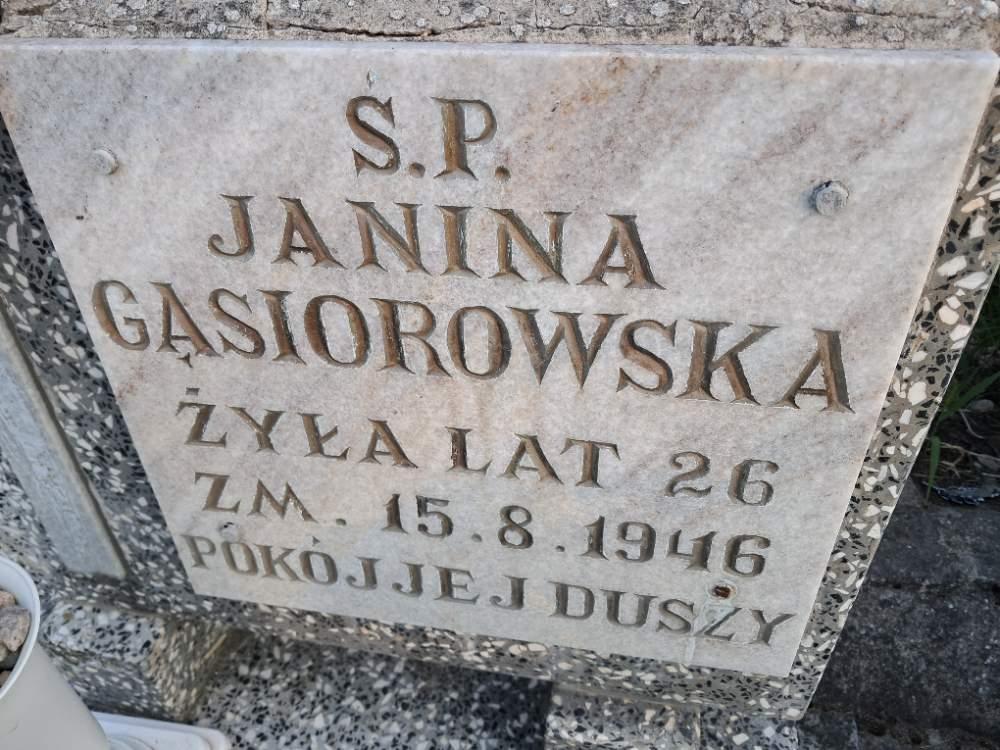 Ś.P.
JANINA
GĄSIOROWSKA
ŻYŁA LAT 26
ZM. 15.8.1946
POKÓJ JEJ DUSZY